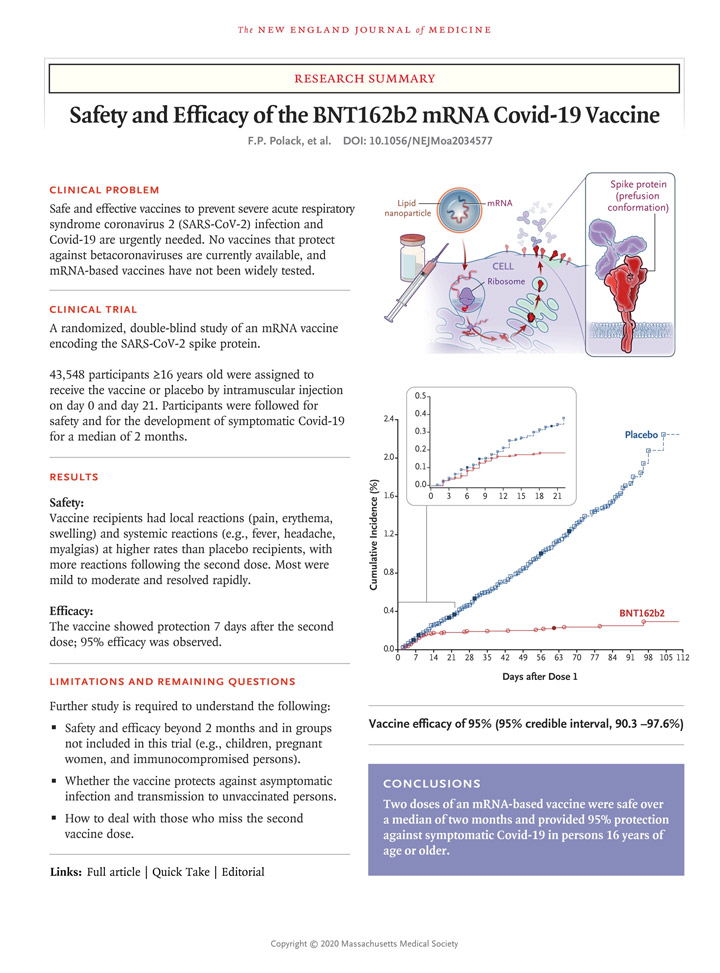 The NEW ENGLAND JOURNAL of MEDICINE
RESEARCH SUMMARY
Safety and Efficacy of the BNT162b2 mRNA Covid-19 Vaccine
F.P. Polack, et al. DOI: 10.1056/NEJMoa2034577
CLINICAL PROBLEM
Safe and effective vaccines to prevent severe acute respiratory
syndrome coronavirus 2 (SARS-CoV-2) infection and
Covid-19 are urgently needed. No vaccines that protect
against betacoronaviruses are currently available, and
mRNA-based vaccines have not been widely tested.
CLINICAL TRIAL
A randomized, double-blind study of an mRNA vaccine
encoding the SARS-CoV-2 spike protein.
43,548 participants ≥16 years old were assigned to
receive the vaccine or placebo by intramuscular injection
on day 0 and day 21. Participants were followed for
safety and for the development of symptomatic Covid-19
for a median of 2 months.
RESULTS
Safety:
Vaccine recipients had local reactions (pain, erythema,
swelling) and systemic reactions (e.g., fever, headache,
myalgias) at higher rates than placebo recipients, with
more reactions following the second dose. Most were
mild to moderate and resolved rapidly.
Efficacy:
The vaccine showed protection 7 days after the second
dose; 95% efficacy was observed.
LIMITATIONS AND REMAINING QUESTIONS
Further study is required to understand the following:
▪ Safety and efficacy beyond 2 months and in groups
not included in this trial (e.g., children, pregnant
women, and immunocompromised persons).
▪ Whether the vaccine protects against asymptomatic
infection and transmission to unvaccinated persons.
▪ How to deal with those who miss the second
vaccine dose.
Links: Full article | Quick Take | Editorial
Lipid
nanoparticle
mRNA
CELL
Ribosome
Spike protein
(prefusion
conformation)
Cumulative Incidence (%)
2.4
2.0
1.6
1.2
0.8
0.4
0.0
0.5
0.4
0.3
0.2
0.1
0.0
0 3 6 9 12 15 18 21
Placebo
BNT162b2
0 7 14 21 28 35 42 49 56 63 70 77 84 91 98 105 112
Days after Dose 1
Vaccine efficacy of 95% (95% credible interval, 90.3 –97.6%)
CONCLUSIONS
Two doses of an mRNA-based vaccine were safe over
a median of two months and provided 95% protection
against symptomatic Covid-19 in persons 16 years of
age or older.
Copyright © 2020 Massachusetts Medical Society